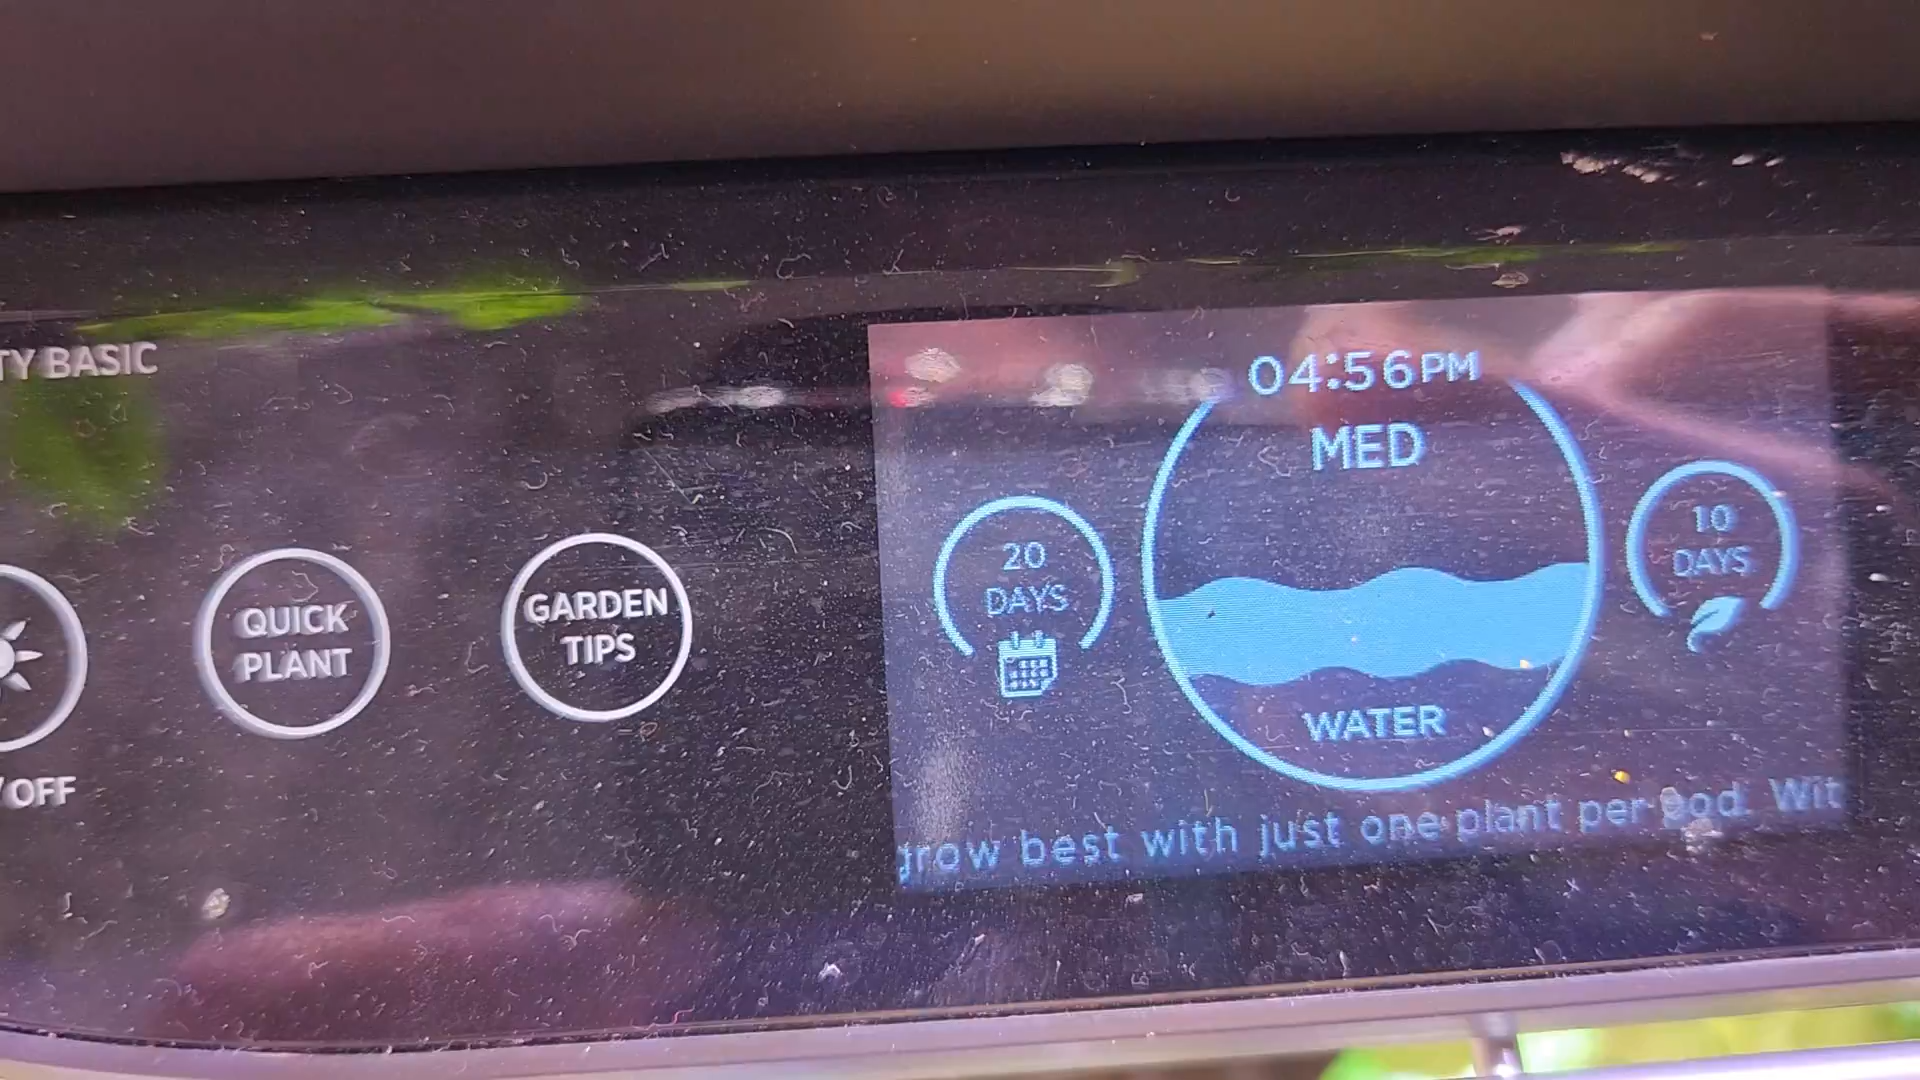 TY BASIC
/OFF
QUICK
PLANT
GARDEN
TIPS
04:56PM
MED
20
DAYS
WATER
10
DAYS
grow best with just one plant per pod. Wit